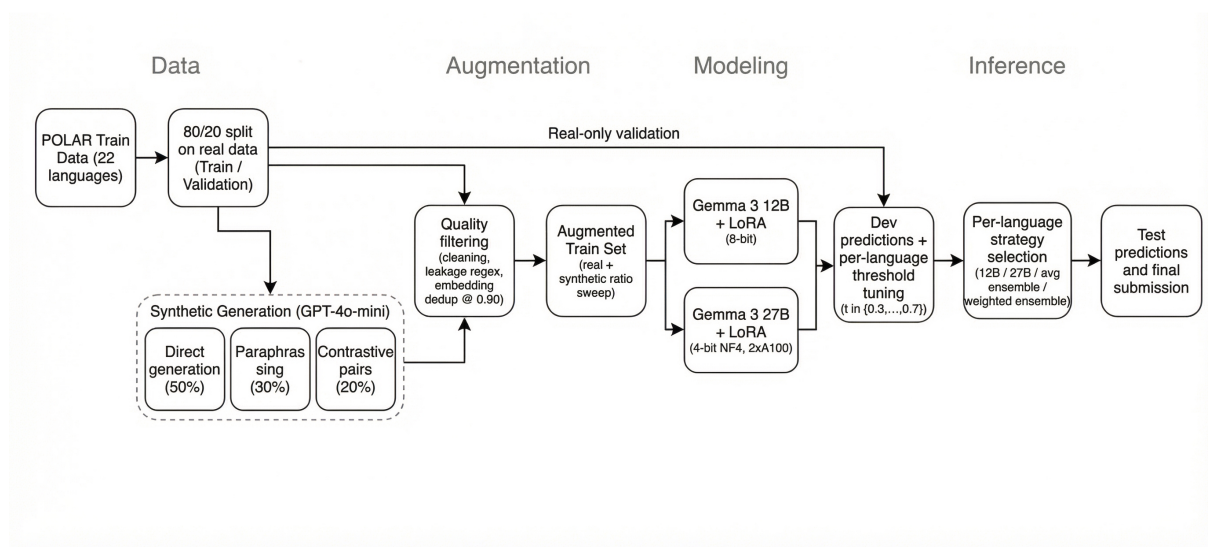 Data
Augmentation
Modeling
Inference
POLAR Train
Data (22
languages)
80/20 split
on real data
(Train /
Validation)
Real-only validation
Synthetic Generation (GPT-4o-mini)
Direct
generation
(50%)
Paraphras
sing
(30%)
Contrastive
pairs
(20%)
Quality
filtering
(cleaning,
leakage regex,
embedding
dedup @ 0.90)
Augmented
Train Set
(real +
synthetic ratio
sweep)
Gemma 3 12B
+ LoRA
(8-bit)
Gemma 3 27B
+ LoRA
(4-bit NF4, 2xA100)
Dev
predictions +
per-language
threshold
tuning
(t in {0.3,...,0.7})
Per-language
strategy
selection
(12B / 27B / avg
ensemble /
weighted ensemble)
Test
predictions
and final
submission